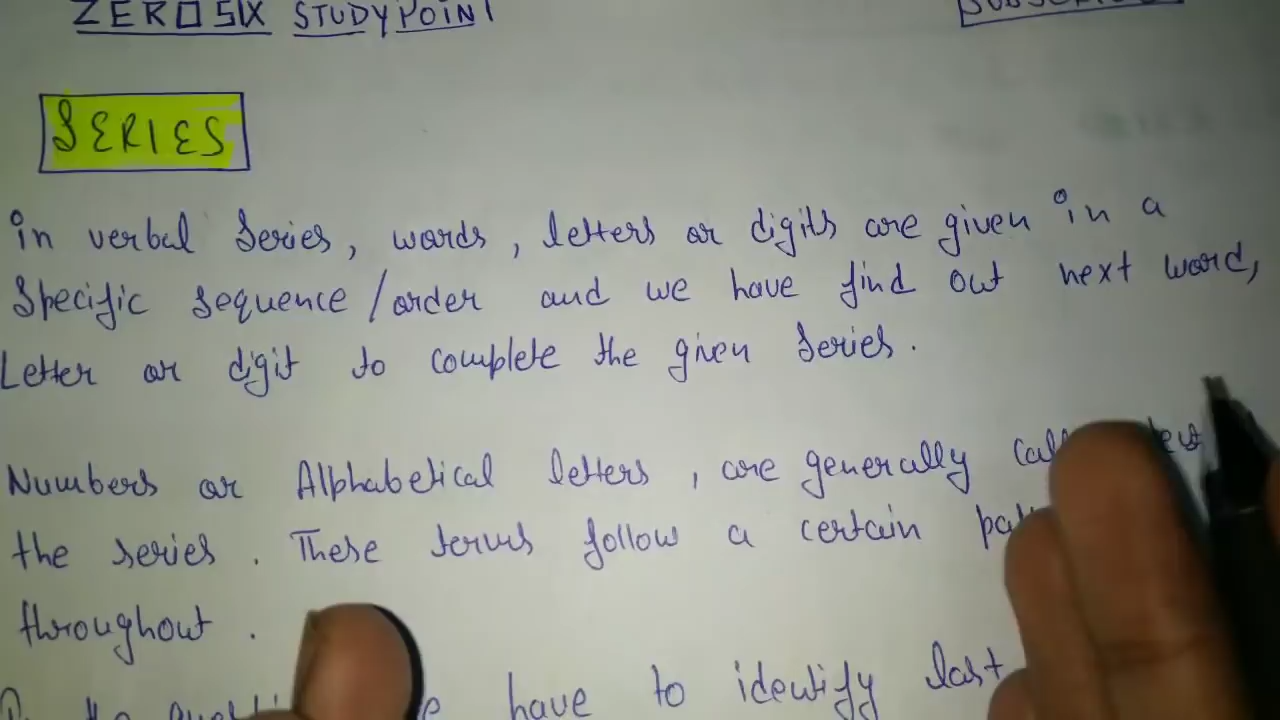 ZERO SIX STUDY POINT
SERIES
in verbal Series, words, letters or digits are given in a
Specific sequence/order and we have find out next word,
Letter or digit to complete the given Series.
Numbers or Alphabetical letters, are generally
the series. These terms follow a certain
throughout.
have to identify last